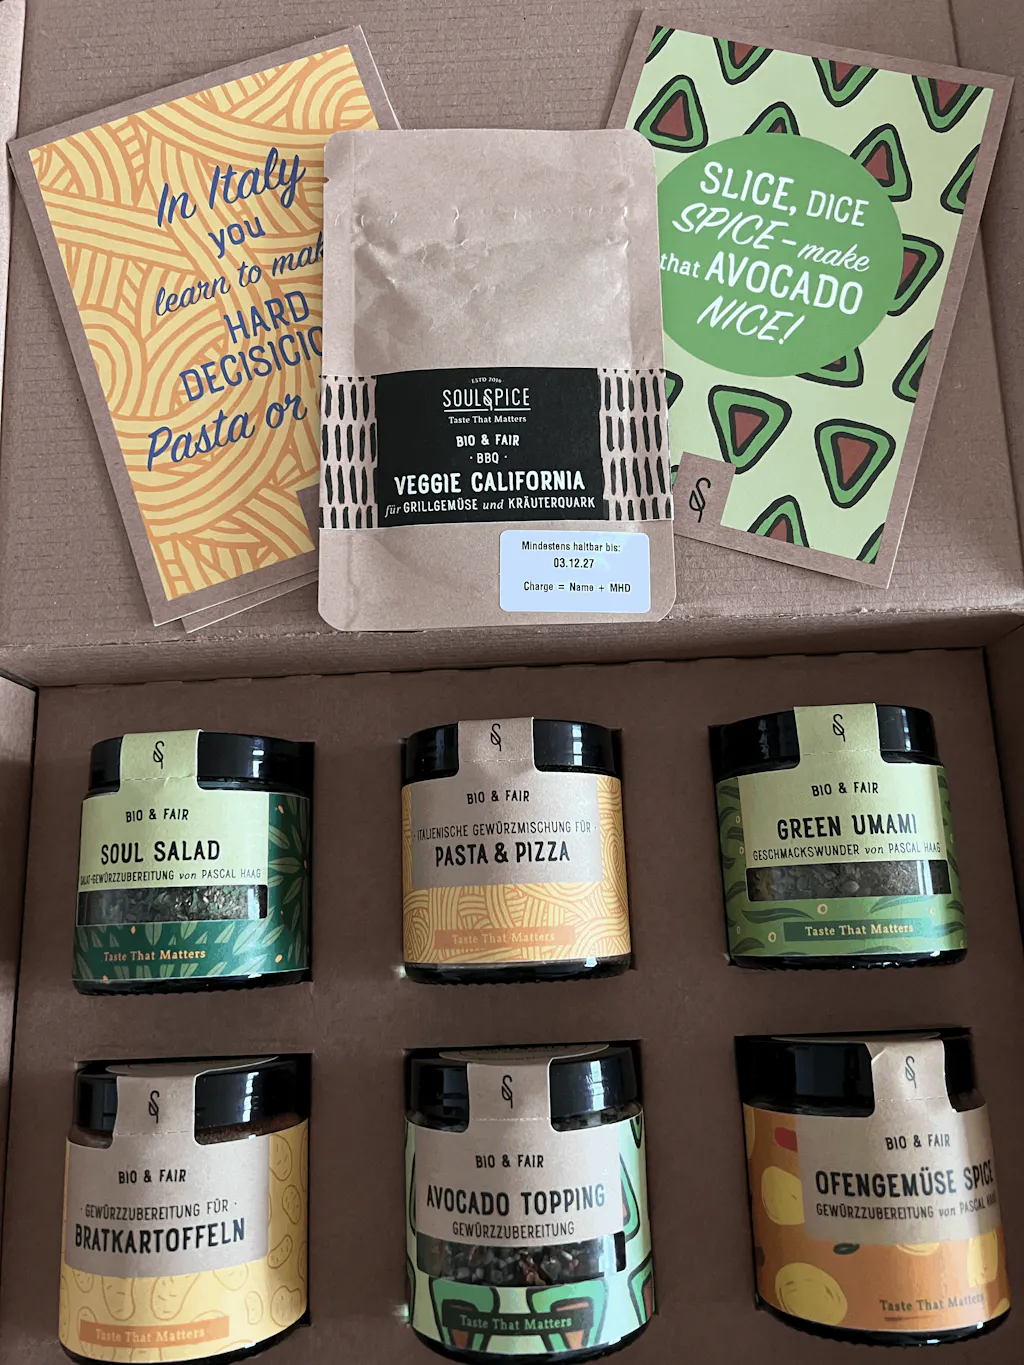 In Italy
you
learn to mak
HARD
DECISICIO
Pasta or
ESTD 2016
SOULSPICE
Taste That Matters
BIO & FAIR
· BBQ ·
VEGGIE CALIFORNIA
für GRILLGEMÜSE und KRÄUTERQUARK
Mindestens haltbar bis:
03.12.27
Charge = Name + MHD
SLICE, DICE
SPICE - make
that AVOCADO
NICE!
BIO & FAIR
SOUL SALAD
SALAT-GEWÜRZZUBEREITUNG von PASCAL HAAG
Taste That Matters
BIO & FAIR
· ITALIENISCHE GEWÜRZMISCHUNG FÜR ·
PASTA & PIZZA
Taste That Matters
BIO & FAIR
GREEN UMAMI
GESCHMACKSWUNDER von PASCAL HAAG
Taste That Matters
BIO & FAIR
· GEWÜRZZUBEREITUNG FÜR ·
BRATKARTOFFELN
Taste That Matters
BIO & FAIR
AVOCADO TOPPING
GEWÜRZZUBEREITUNG
Taste That Matters
BIO & FAIR
OFENGEMÜSE SPICE
GEWÜRZZUBEREITUNG von PASCAL HAAG
Taste That Matters